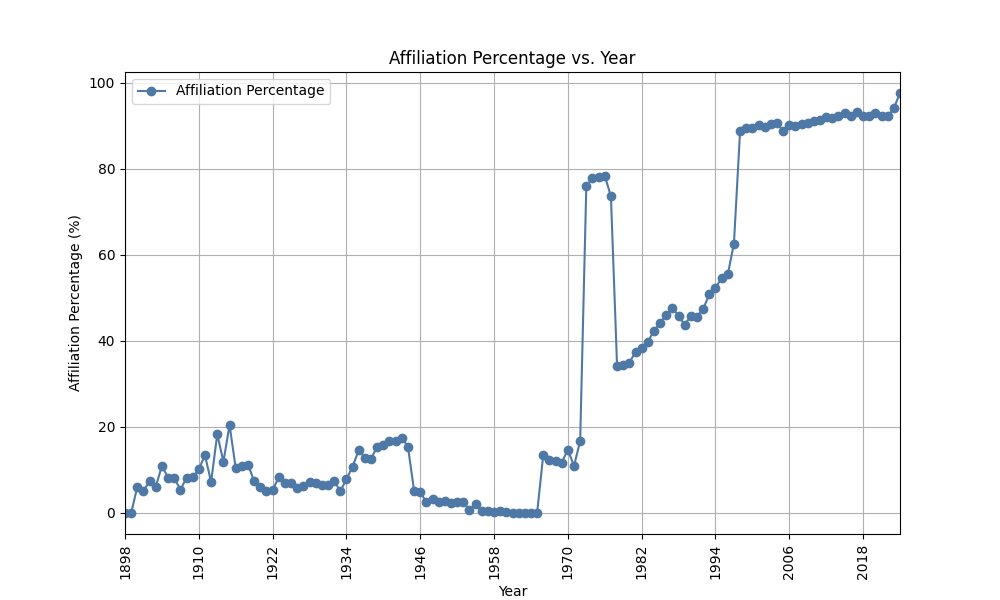 Affiliation Percentage vs. Year
Affiliation Percentage
Affiliation Percentage (%)
100
80
60
40
20
0
1898 1910 1922 1934 1946 1958 1970 1982 1994 2006 2018
Year